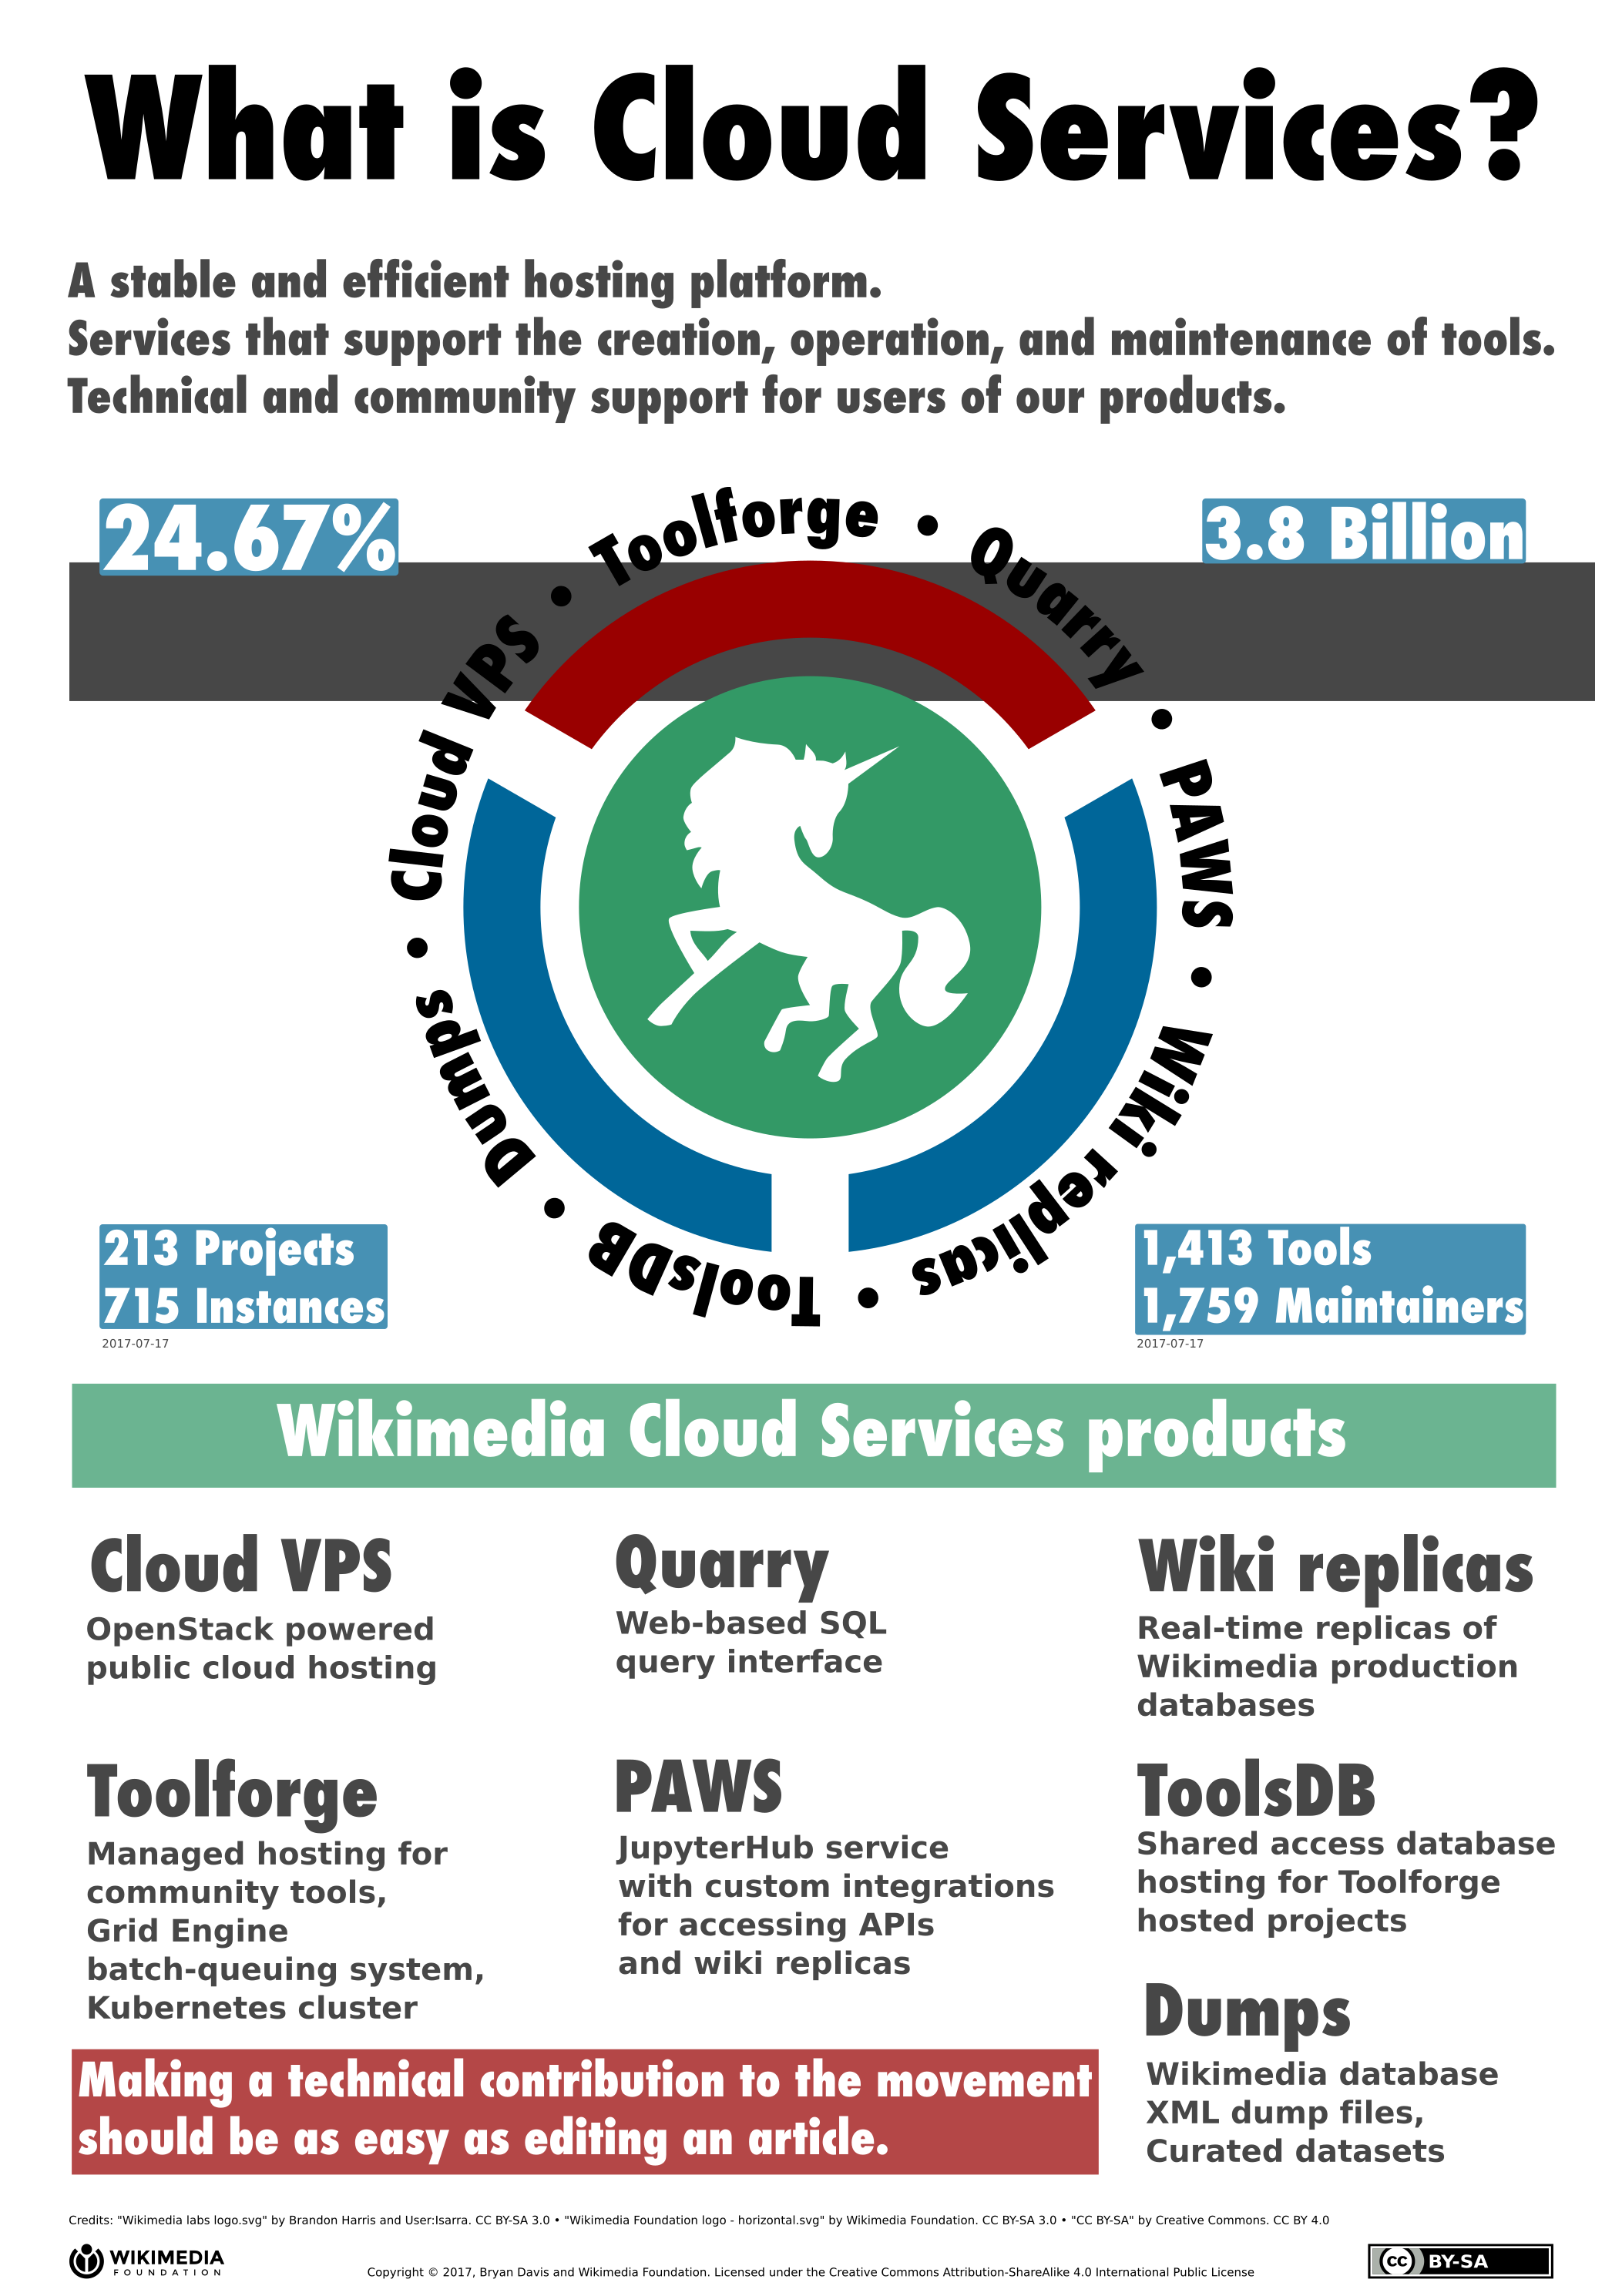 What is Cloud Services?
A stable and efficient hosting platform.
Services that support the creation, operation, and maintenance of tools.
Technical and community support for users of our products.
24.67%
3.8 Billion
Cloud VPS • Toolforge • Quarry • PAWS • Wiki replicas • ToolsDB • Dumps •
213 Projects
715 Instances
2017-07-17
1,413 Tools
1,759 Maintainers
2017-07-17
Wikimedia Cloud Services products
Cloud VPS
OpenStack powered
public cloud hosting
Toolforge
Managed hosting for
community tools,
Grid Engine
batch-queuing system,
Kubernetes cluster
Quarry
Web-based SQL
query interface
PAWS
JupyterHub service
with custom integrations
for accessing APIs
and wiki replicas
Wiki replicas
Real-time replicas of
Wikimedia production
databases
ToolsDB
Shared access database
hosting for Toolforge
hosted projects
Dumps
Wikimedia database
XML dump files,
Curated datasets
Making a technical contribution to the movement
should be as easy as editing an article.
Credits: "Wikimedia labs logo.svg" by Brandon Harris and User:Isarra. CC BY-SA 3.0 • "Wikimedia Foundation logo - horizontal.svg" by Wikimedia Foundation. CC BY-SA 3.0 • "CC BY-SA" by Creative Commons. CC BY 4.0
WIKIMEDIA
FOUNDATION
Copyright © 2017, Bryan Davis and Wikimedia Foundation. Licensed under the Creative Commons Attribution-ShareAlike 4.0 International Public License
cc BY-SA